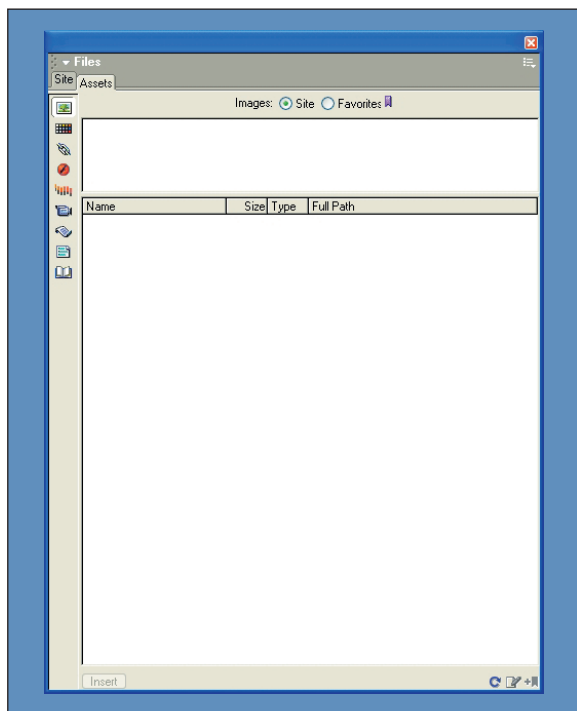 Files
Site Assets
Images: Site Favorites
Name Size Type Full Path
Insert